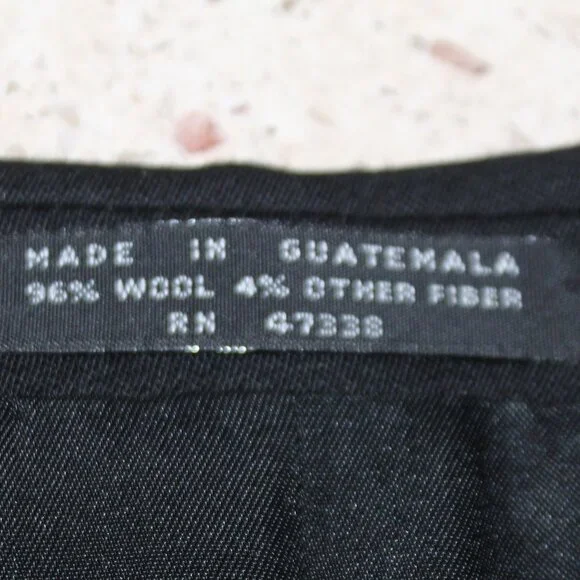 MADE IN GUATEMALA
96% WOOL 4% OTHER FIBER
RN 47338